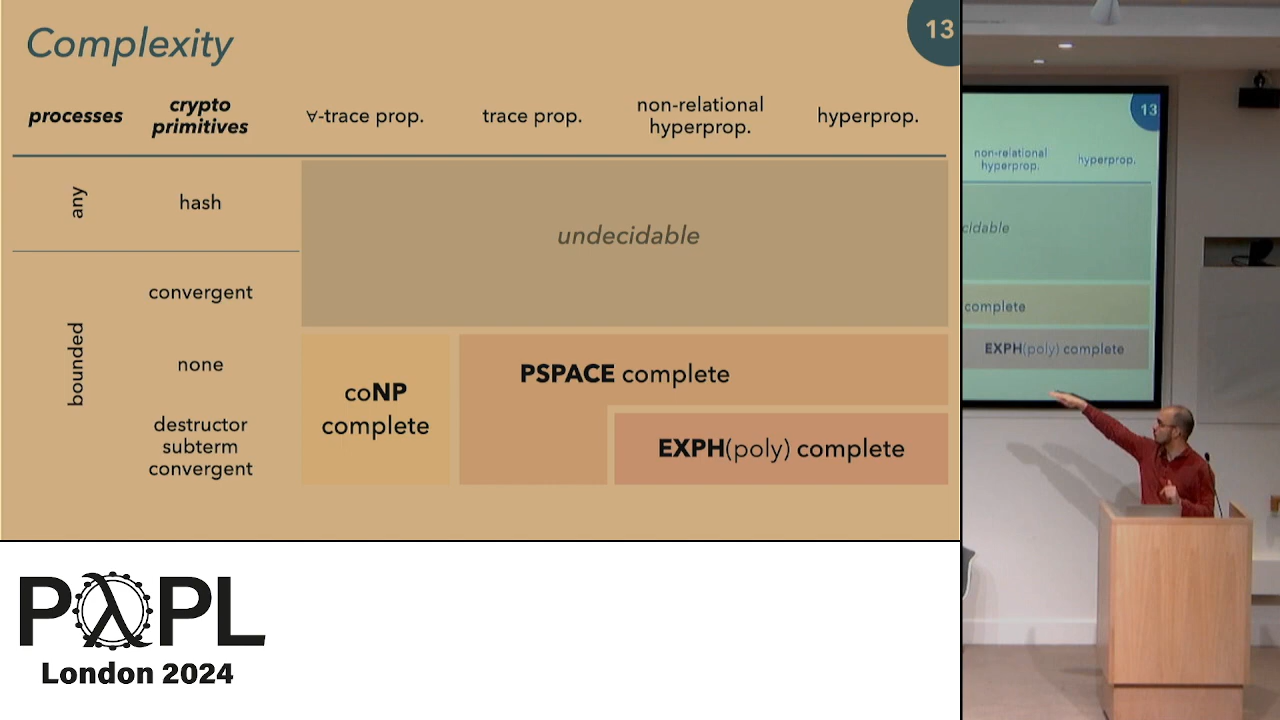 Complexity
13
processes
crypto
primitives
∀-trace prop.
trace prop.
non-relational
hyperprop.
hyperprop.
any
hash
undecidable
bounded
convergent
none
coNP
complete
PSPACE complete
destructor
subterm
convergent
EXPH(poly) complete
PλPL
London 2024
13
non-relational
hyperprop.
hyperprop.
cidable
complete
EXPH(poly) complete